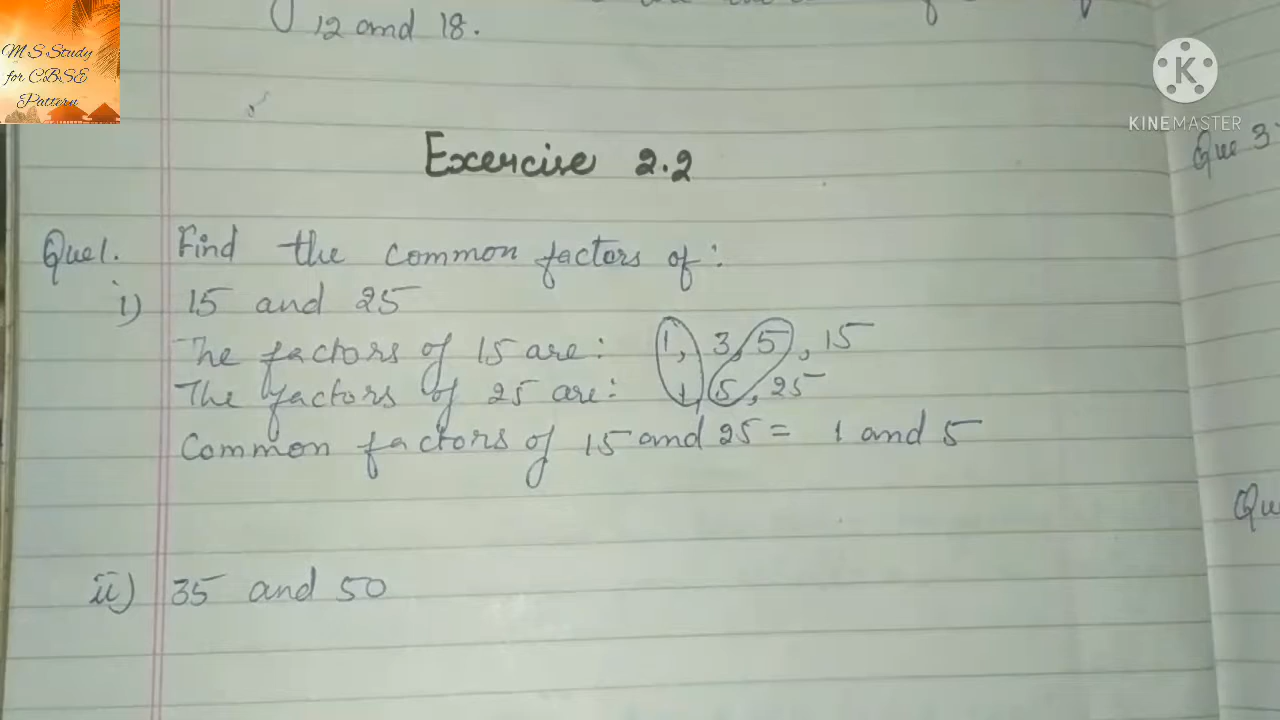 12 and 18.
M S Study
for CBSE
Pattern
KINEMASTER
Exercise 2.2
Que 3
Que1. Find the common factors of:
i) 15 and 25
The factors of 15 are: 1, 3, 5, 15
The factors of 25 are: 1, 5, 25
Common factors of 15 and 25 = 1 and 5
ii) 35 and 50